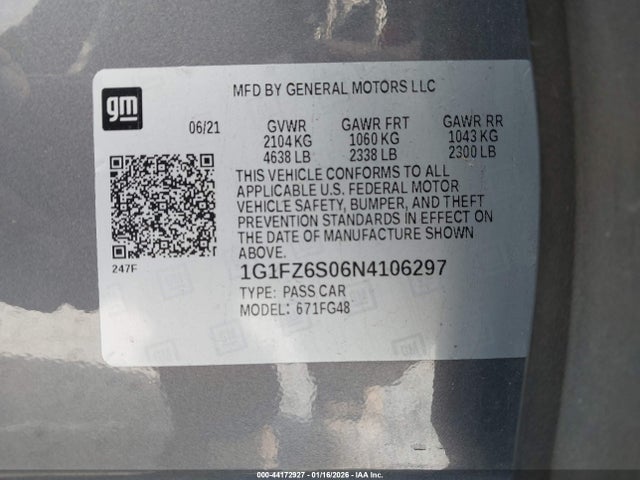 MFD BY GENERAL MOTORS LLC
gm
06/21 GVWR GAWR FRT GAWR RR
2104 KG 1060 KG 1043 KG
4638 LB 2338 LB 2300 LB
THIS VEHICLE CONFORMS TO ALL
APPLICABLE U.S. FEDERAL MOTOR
VEHICLE SAFETY, BUMPER, AND THEFT
PREVENTION STANDARDS IN EFFECT ON
THE DATE OF MANUFACTURE SHOWN
ABOVE.
247F
1G1FZ6S06N4106297
TYPE: PASS CAR
MODEL: 671FG48
000-44172927 - 01/16/2026 - IAA Inc.